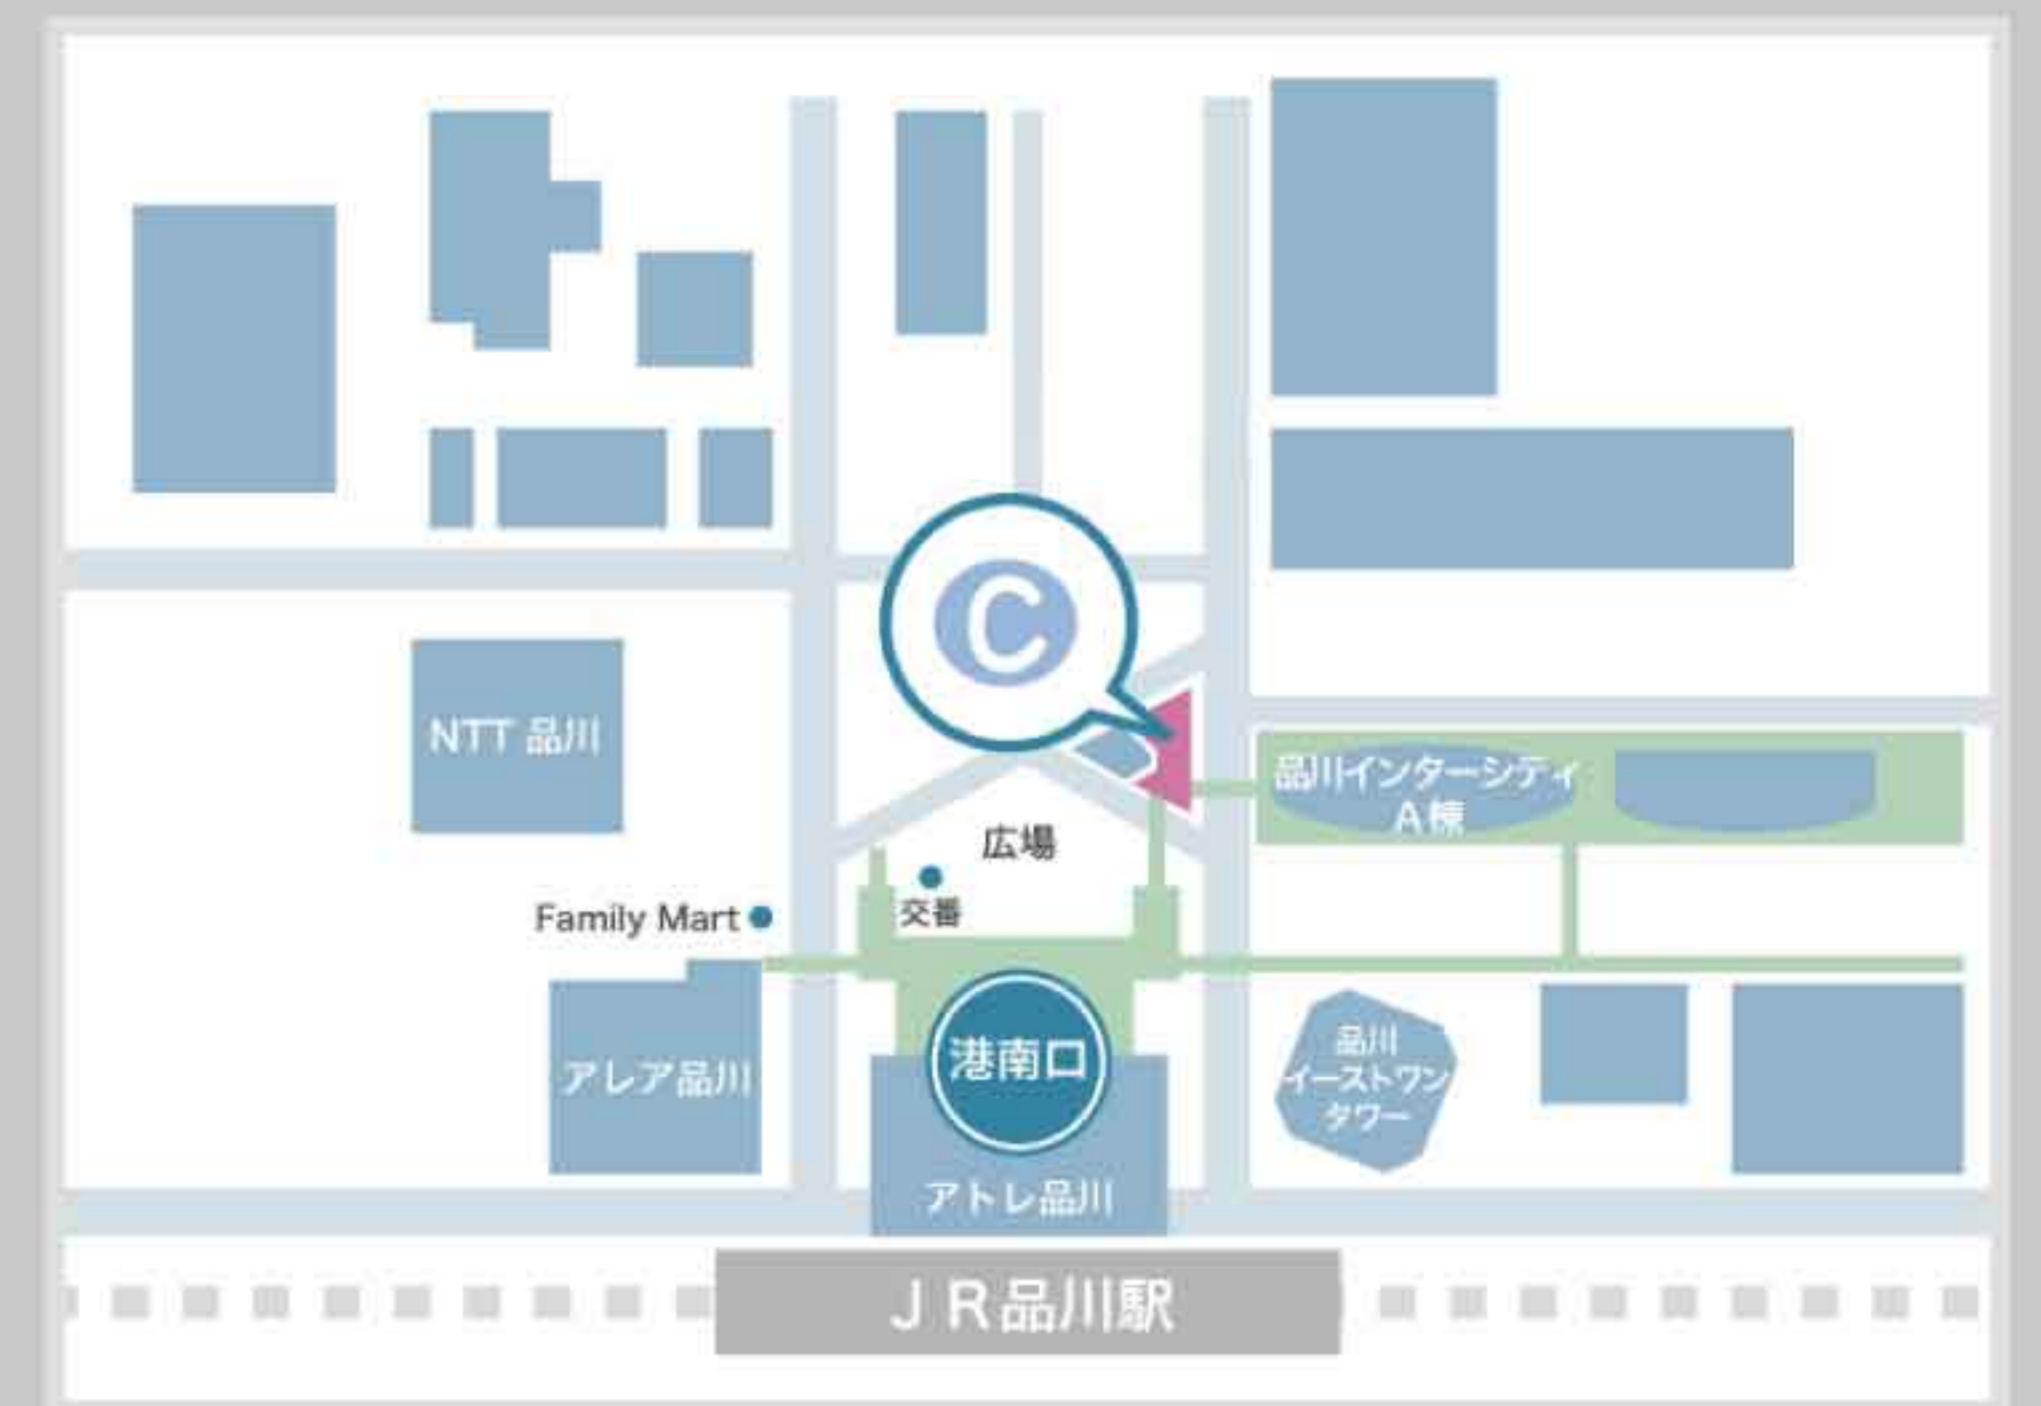 C
NTT 品川
品川インターシティ
A棟
広場
交番
Family Mart
港南口
アレア品川
品川
イーストワン
タワー
アトレ品川
JR品川駅